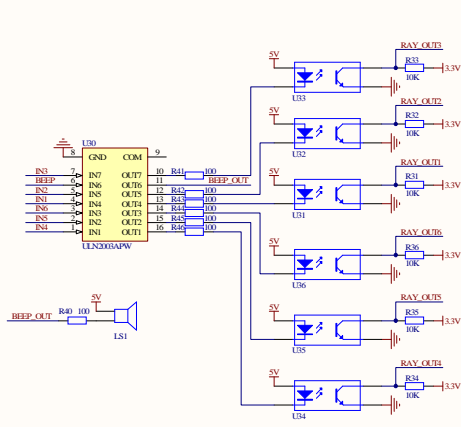 RAY_OUT3
5V
R33
3.3V
10K
U33
RAY_OUT2
5V
R32
3.3V
10K
U32
U30
8 GND COM 9
IN3 7 IN7 OUT7 10 R41 100
BEEP 6 IN6 OUT6 11 BEEP_OUT
IN2 5 IN5 OUT5 12 R42 100
IN1 4 IN4 OUT4 13 R43 100
IN6 3 IN3 OUT3 14 R44 100
IN5 2 IN2 OUT2 15 R45 100
IN4 1 IN1 OUT1 16 R46 100
ULN2003APW
RAY_OUT1
5V
R31
3.3V
10K
U31
RAY_OUT6
5V
R36
3.3V
10K
U36
5V
BEEP_OUT R40 100
LS1
RAY_OUT5
5V
R35
3.3V
10K
U35
RAY_OUT4
5V
R34
3.3V
10K
U34